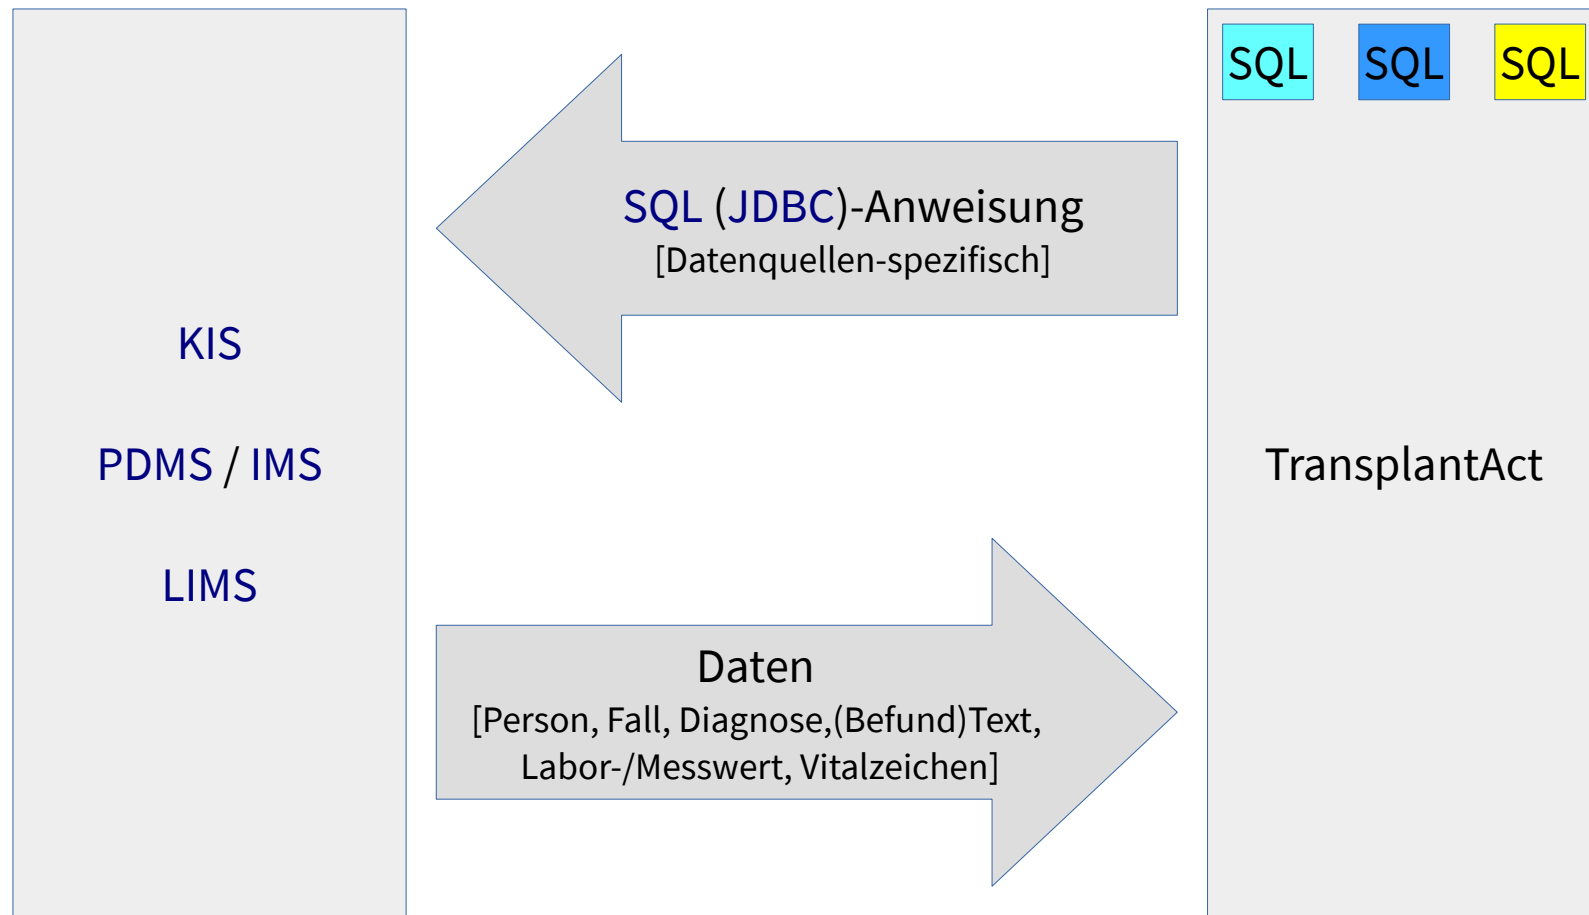 SQL SQL SQL
SQL (JDBC)-Anweisung
[Datenquellen-spezifisch]
KIS
PDMS / IMS
LIMS
TransplantAct
Daten
[Person, Fall, Diagnose,(Befund)Text,
Labor-/Messwert, Vitalzeichen]